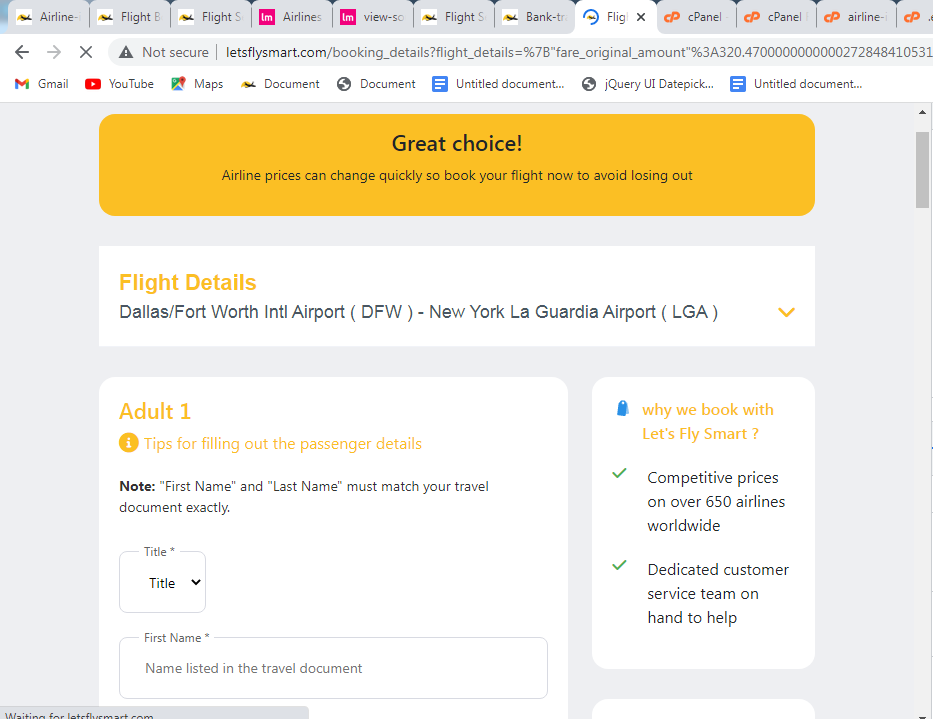 Airline-i Flight B Flight S Airlines view-so Flight S Bank-tra Flig cPanel cPanel airline-i
Not secure letsflysmart.com/booking_details?flight_details=%7B"fare_original_amount"%3A320.470000000000272848410531
Gmail YouTube Maps Document Document Untitled document... jQuery UI Datepick... Untitled document...
Great choice!
Airline prices can change quickly so book your flight now to avoid losing out
Flight Details
Dallas/Fort Worth Intl Airport ( DFW ) - New York La Guardia Airport ( LGA )
Adult 1
Tips for filling out the passenger details
Note: "First Name" and "Last Name" must match your travel
document exactly.
Title *
Title
First Name *
Name listed in the travel document
why we book with
Let's Fly Smart ?
Competitive prices
on over 650 airlines
worldwide
Dedicated customer
service team on
hand to help
Waiting for letsflysmart.com